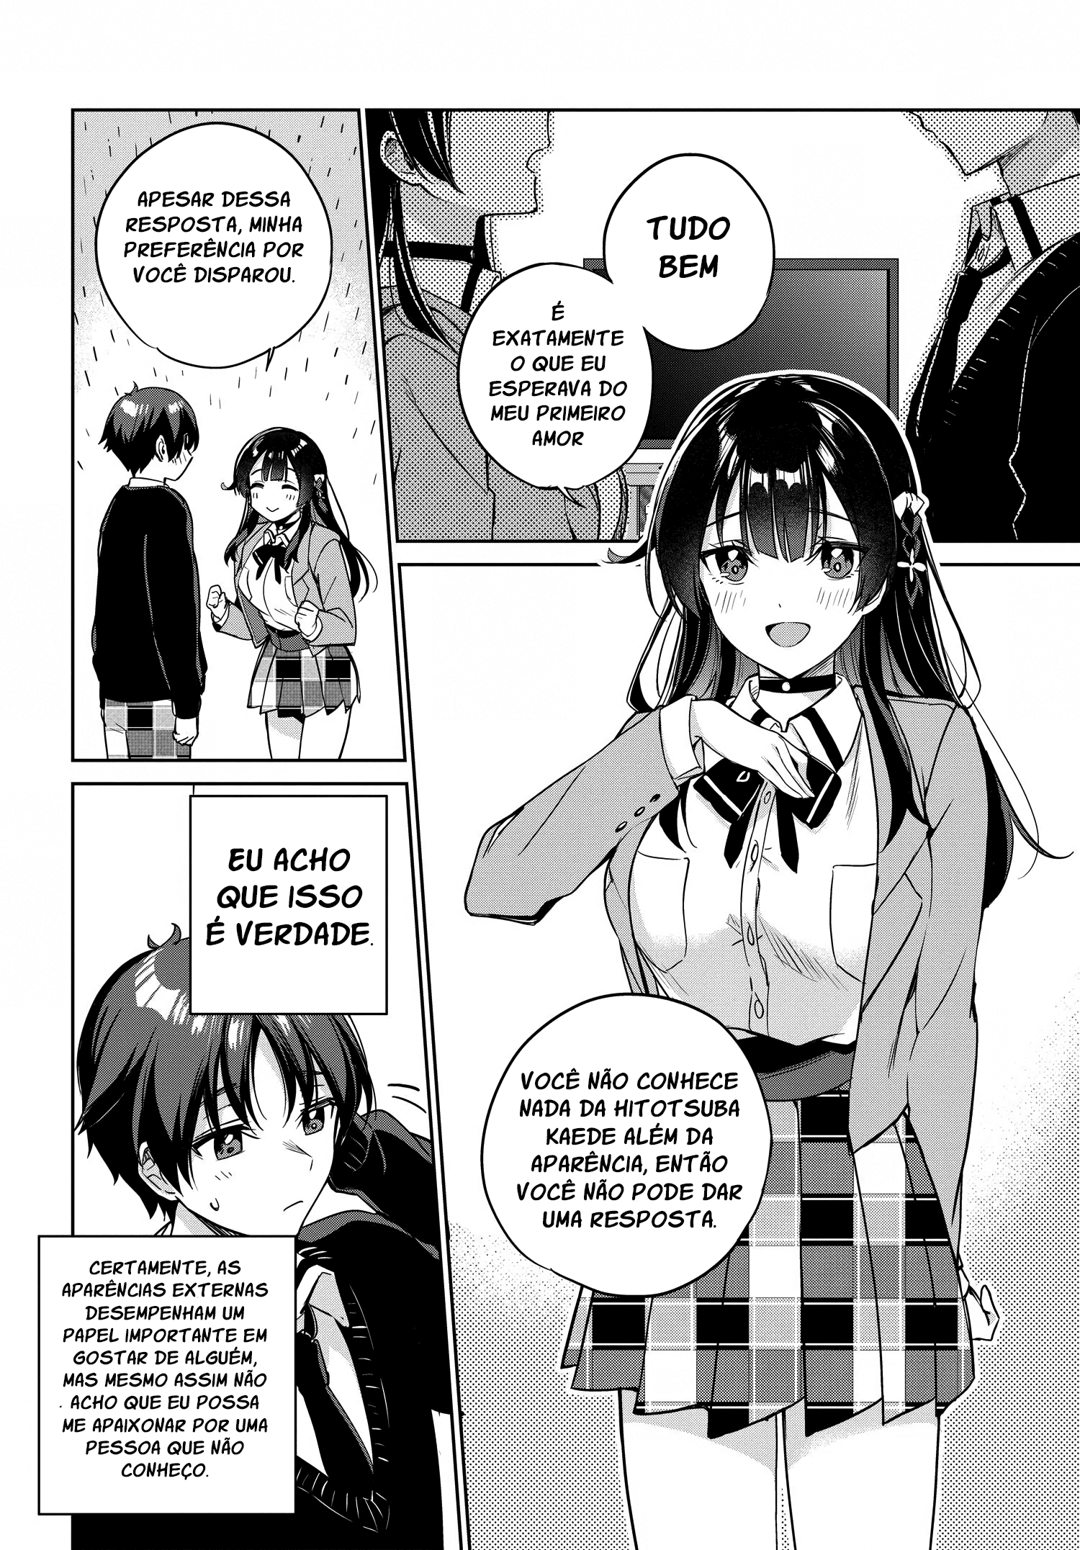 TUDO
BEM
É
EXATAMENTE
O QUE EU
ESPERAVA DO
MEU PRIMEIRO
AMOR
APESAR DESSA
RESPOSTA, MINHA
PREFERÊNCIA POR
VOCÊ DISPAROU.
VOCÊ NÃO CONHECE
NADA DA HITOTSUBA
KAEDE ALÉM DA
APARÊNCIA, ENTÃO
VOCÊ NÃO PODE DAR
UMA RESPOSTA.
EU ACHO
QUE ISSO
É VERDADE.
CERTAMENTE, AS
APARÊNCIAS EXTERNAS
DESEMPENHAM UM
PAPEL IMPORTANTE EM
GOSTAR DE ALGUÉM,
MAS MESMO ASSIM NÃO
ACHO QUE EU POSSA
ME APAIXONAR POR UMA
PESSOA QUE NÃO
CONHEÇO.